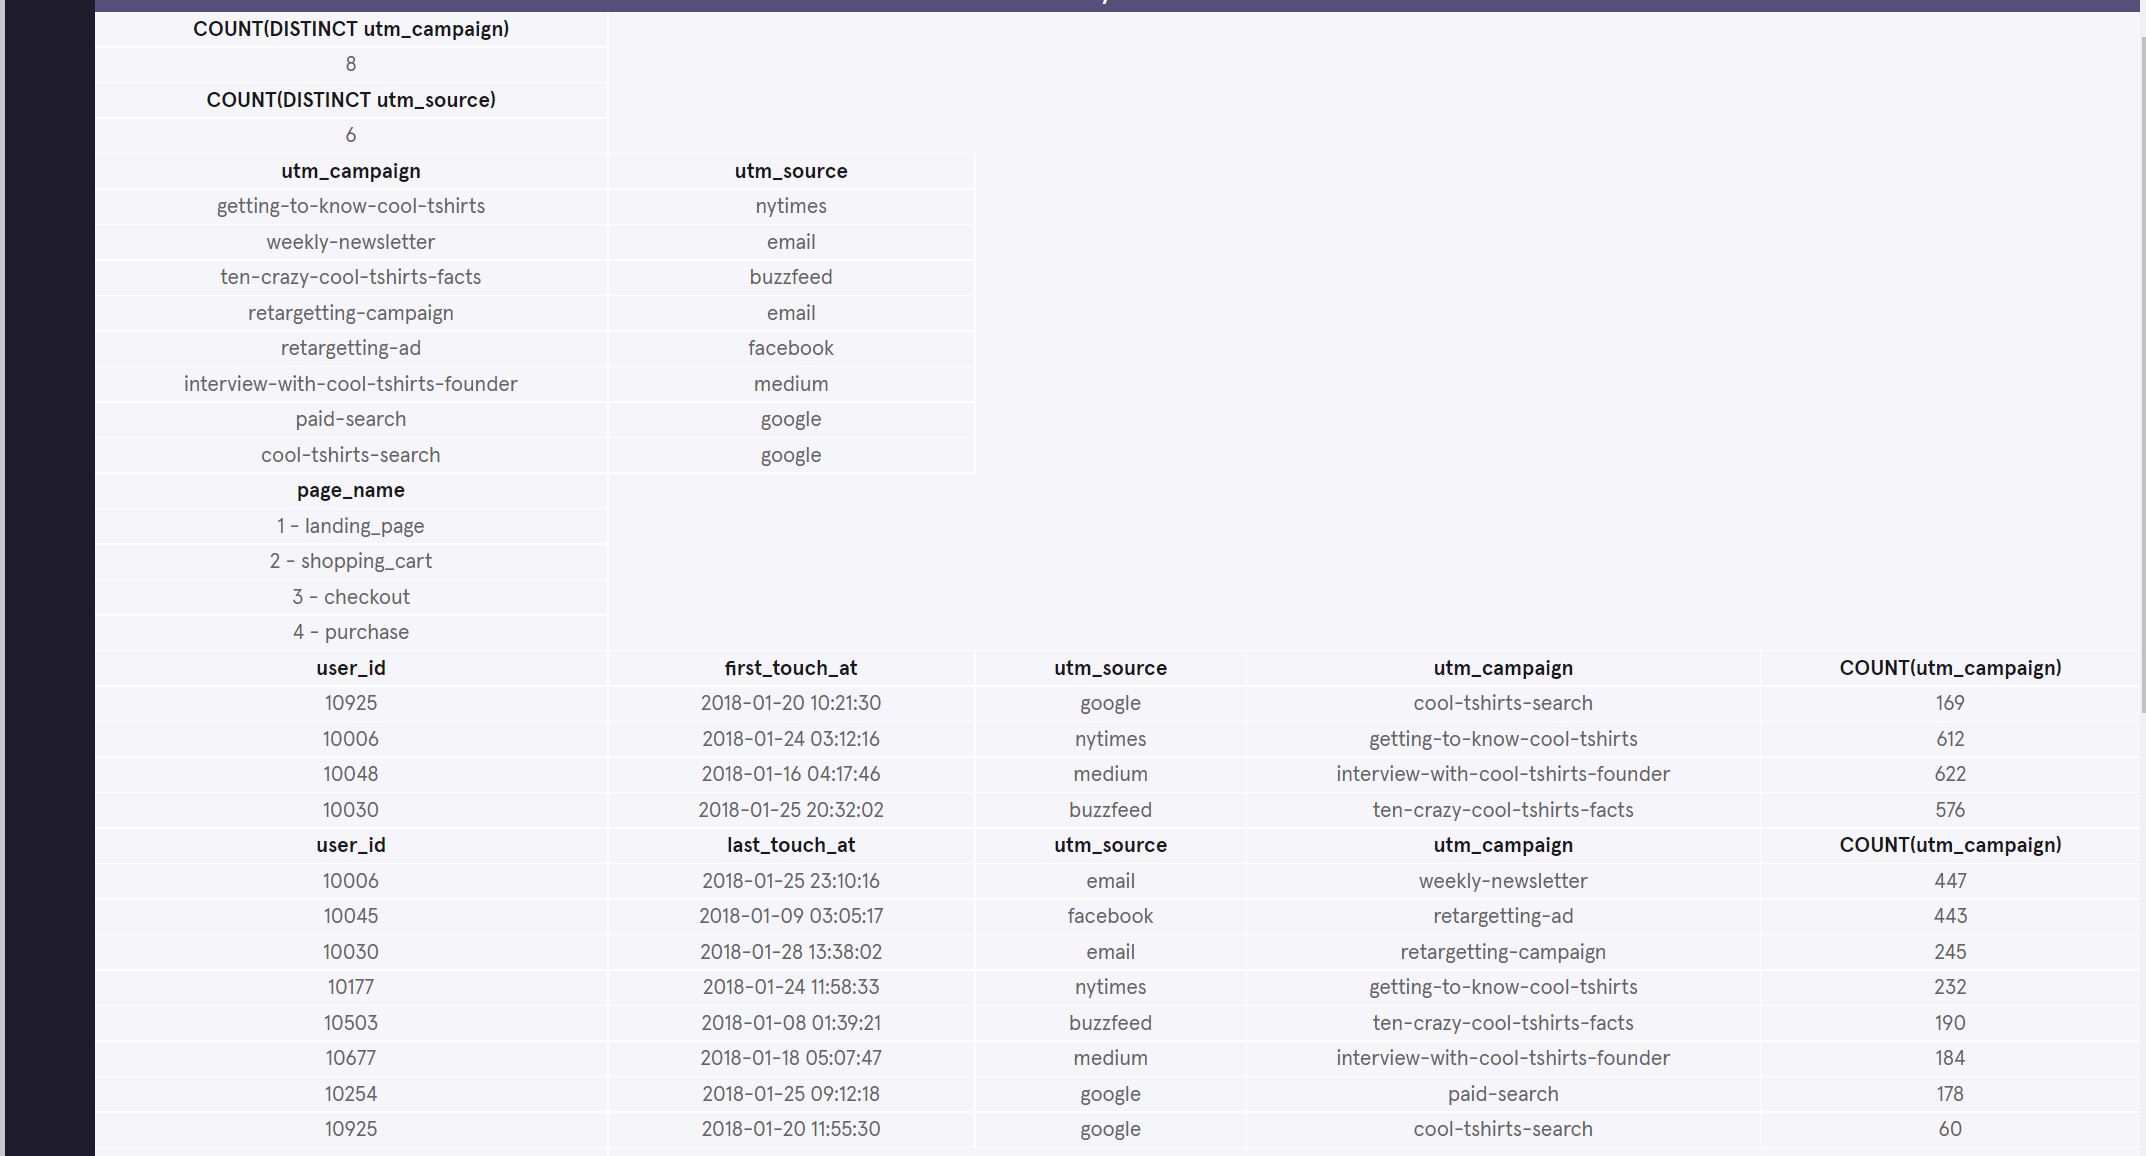 COUNT(DISTINCT utm_campaign)
8
COUNT(DISTINCT utm_source)
6
utm_campaign utm_source
getting-to-know-cool-tshirts nytimes
weekly-newsletter email
ten-crazy-cool-tshirts-facts buzzfeed
retargetting-campaign email
retargetting-ad facebook
interview-with-cool-tshirts-founder medium
paid-search google
cool-tshirts-search google
page_name
1 - landing_page
2 - shopping_cart
3 - checkout
4 - purchase
user_id first_touch_at utm_source utm_campaign COUNT(utm_campaign)
10925 2018-01-20 10:21:30 google cool-tshirts-search 169
10006 2018-01-24 03:12:16 nytimes getting-to-know-cool-tshirts 612
10048 2018-01-16 04:17:46 medium interview-with-cool-tshirts-founder 622
10030 2018-01-25 20:32:02 buzzfeed ten-crazy-cool-tshirts-facts 576
user_id last_touch_at utm_source utm_campaign COUNT(utm_campaign)
10006 2018-01-25 23:10:16 email weekly-newsletter 447
10045 2018-01-09 03:05:17 facebook retargetting-ad 443
10030 2018-01-28 13:38:02 email retargetting-campaign 245
10177 2018-01-24 11:58:33 nytimes getting-to-know-cool-tshirts 232
10503 2018-01-08 01:39:21 buzzfeed ten-crazy-cool-tshirts-facts 190
10677 2018-01-18 05:07:47 medium interview-with-cool-tshirts-founder 184
10254 2018-01-25 09:12:18 google paid-search 178
10925 2018-01-20 11:55:30 google cool-tshirts-search 60